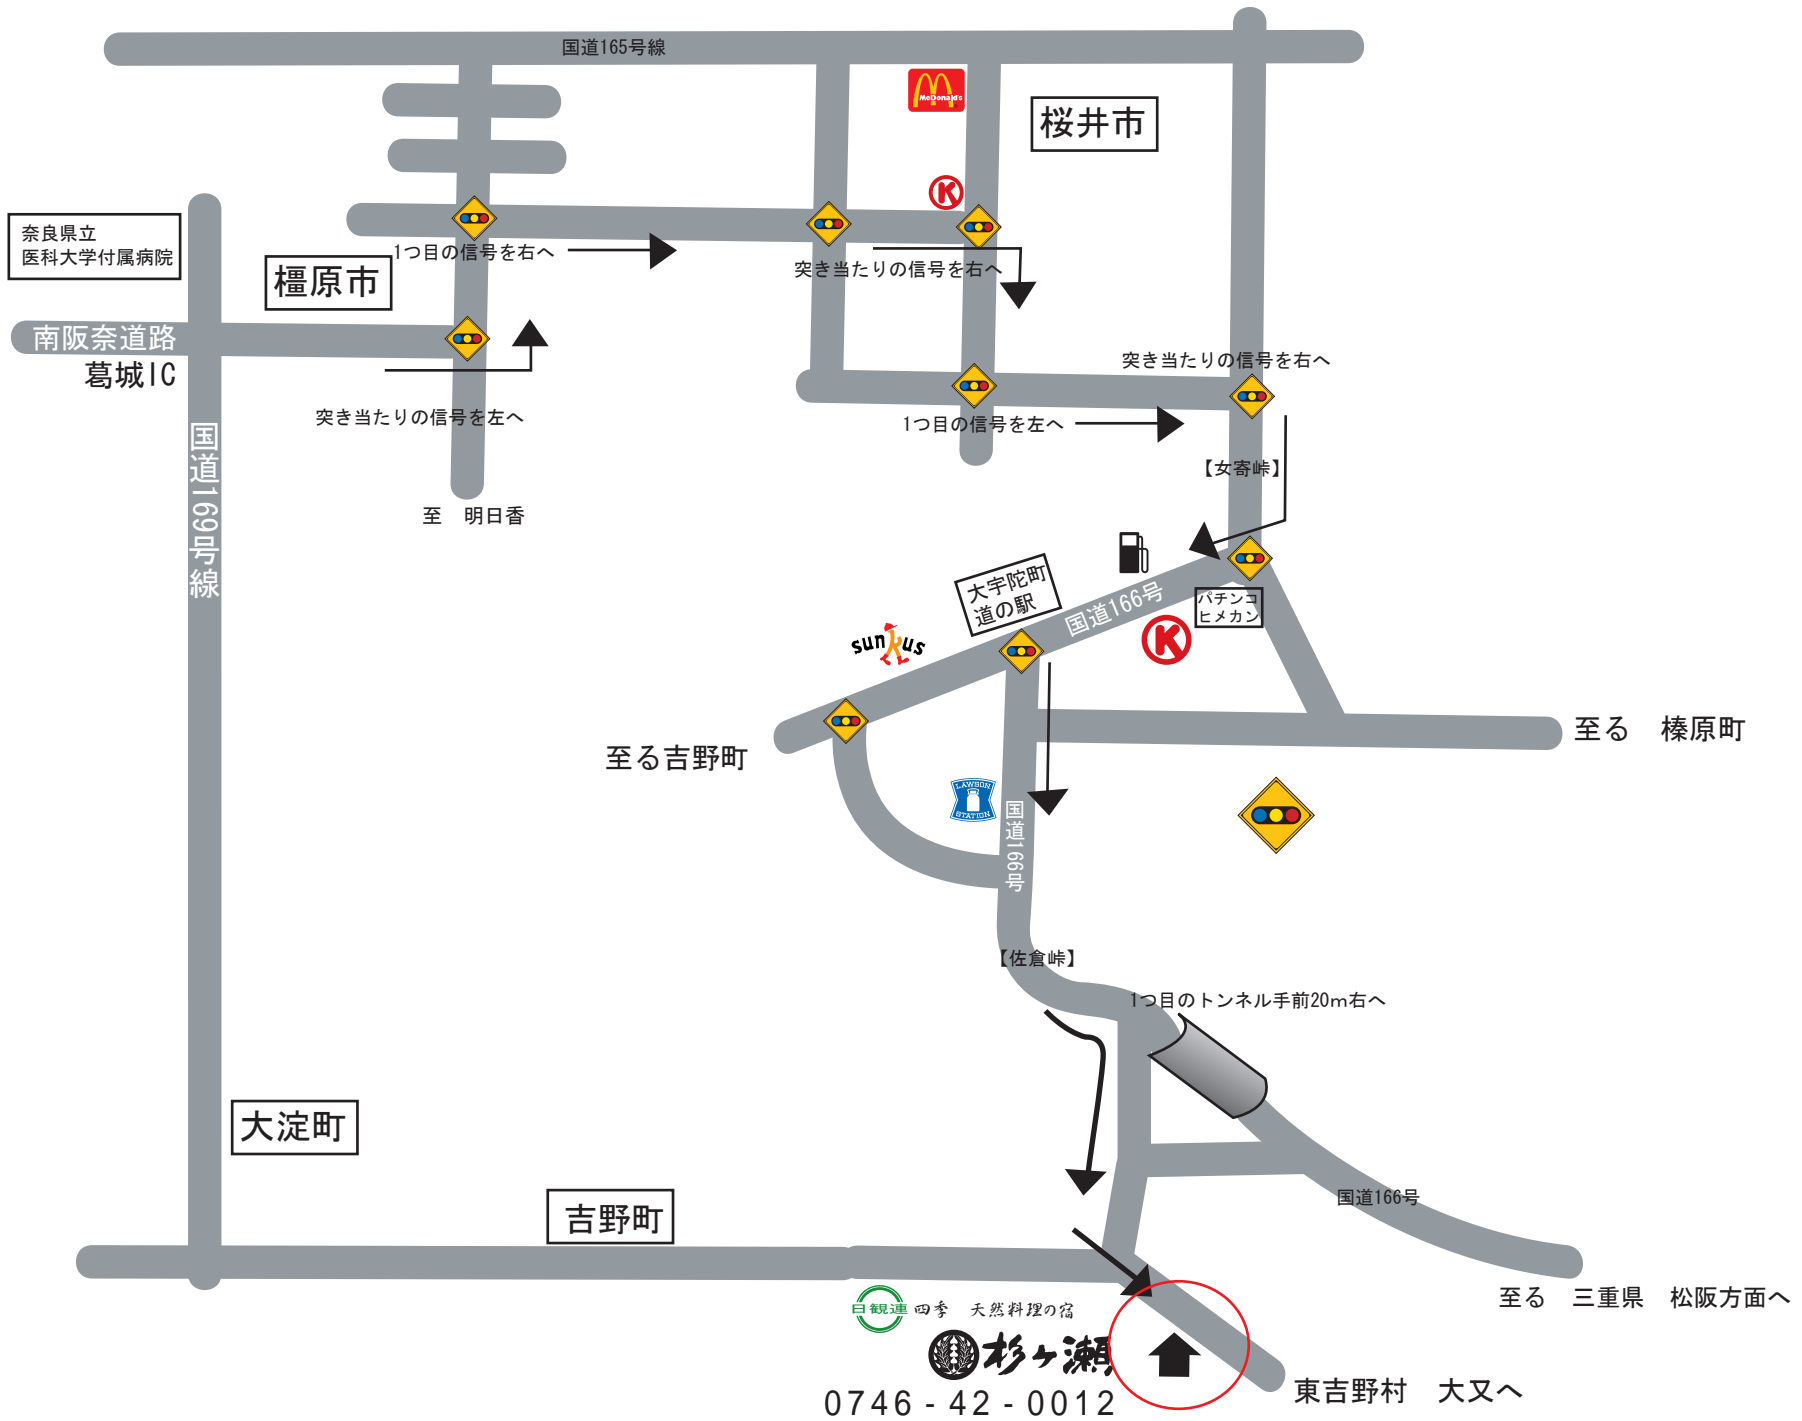 国道165号線
McDonald's
桜井市
奈良県立
医科大学付属病院
橿原市
1つ目の信号を右へ
突き当たりの信号を右へ
南阪奈道路
葛城IC
突き当たりの信号を左へ
突き当たりの信号を右へ
1つ目の信号を左へ
国道169号線
【女寄峠】
至　明日香
大宇陀町
道の駅
国道166号
パチンコ
ヒメカン
K
K
sunkus
至る吉野町
至る　榛原町
LAWSON
STATION
国道166号
【佐倉峠】
1つ目のトンネル手前20m右へ
大淀町
吉野町
国道166号
至る　三重県　松阪方面へ
日観連
四季　天然料理の宿
杉ヶ瀬
0746-42-0012
東吉野村　大又へ